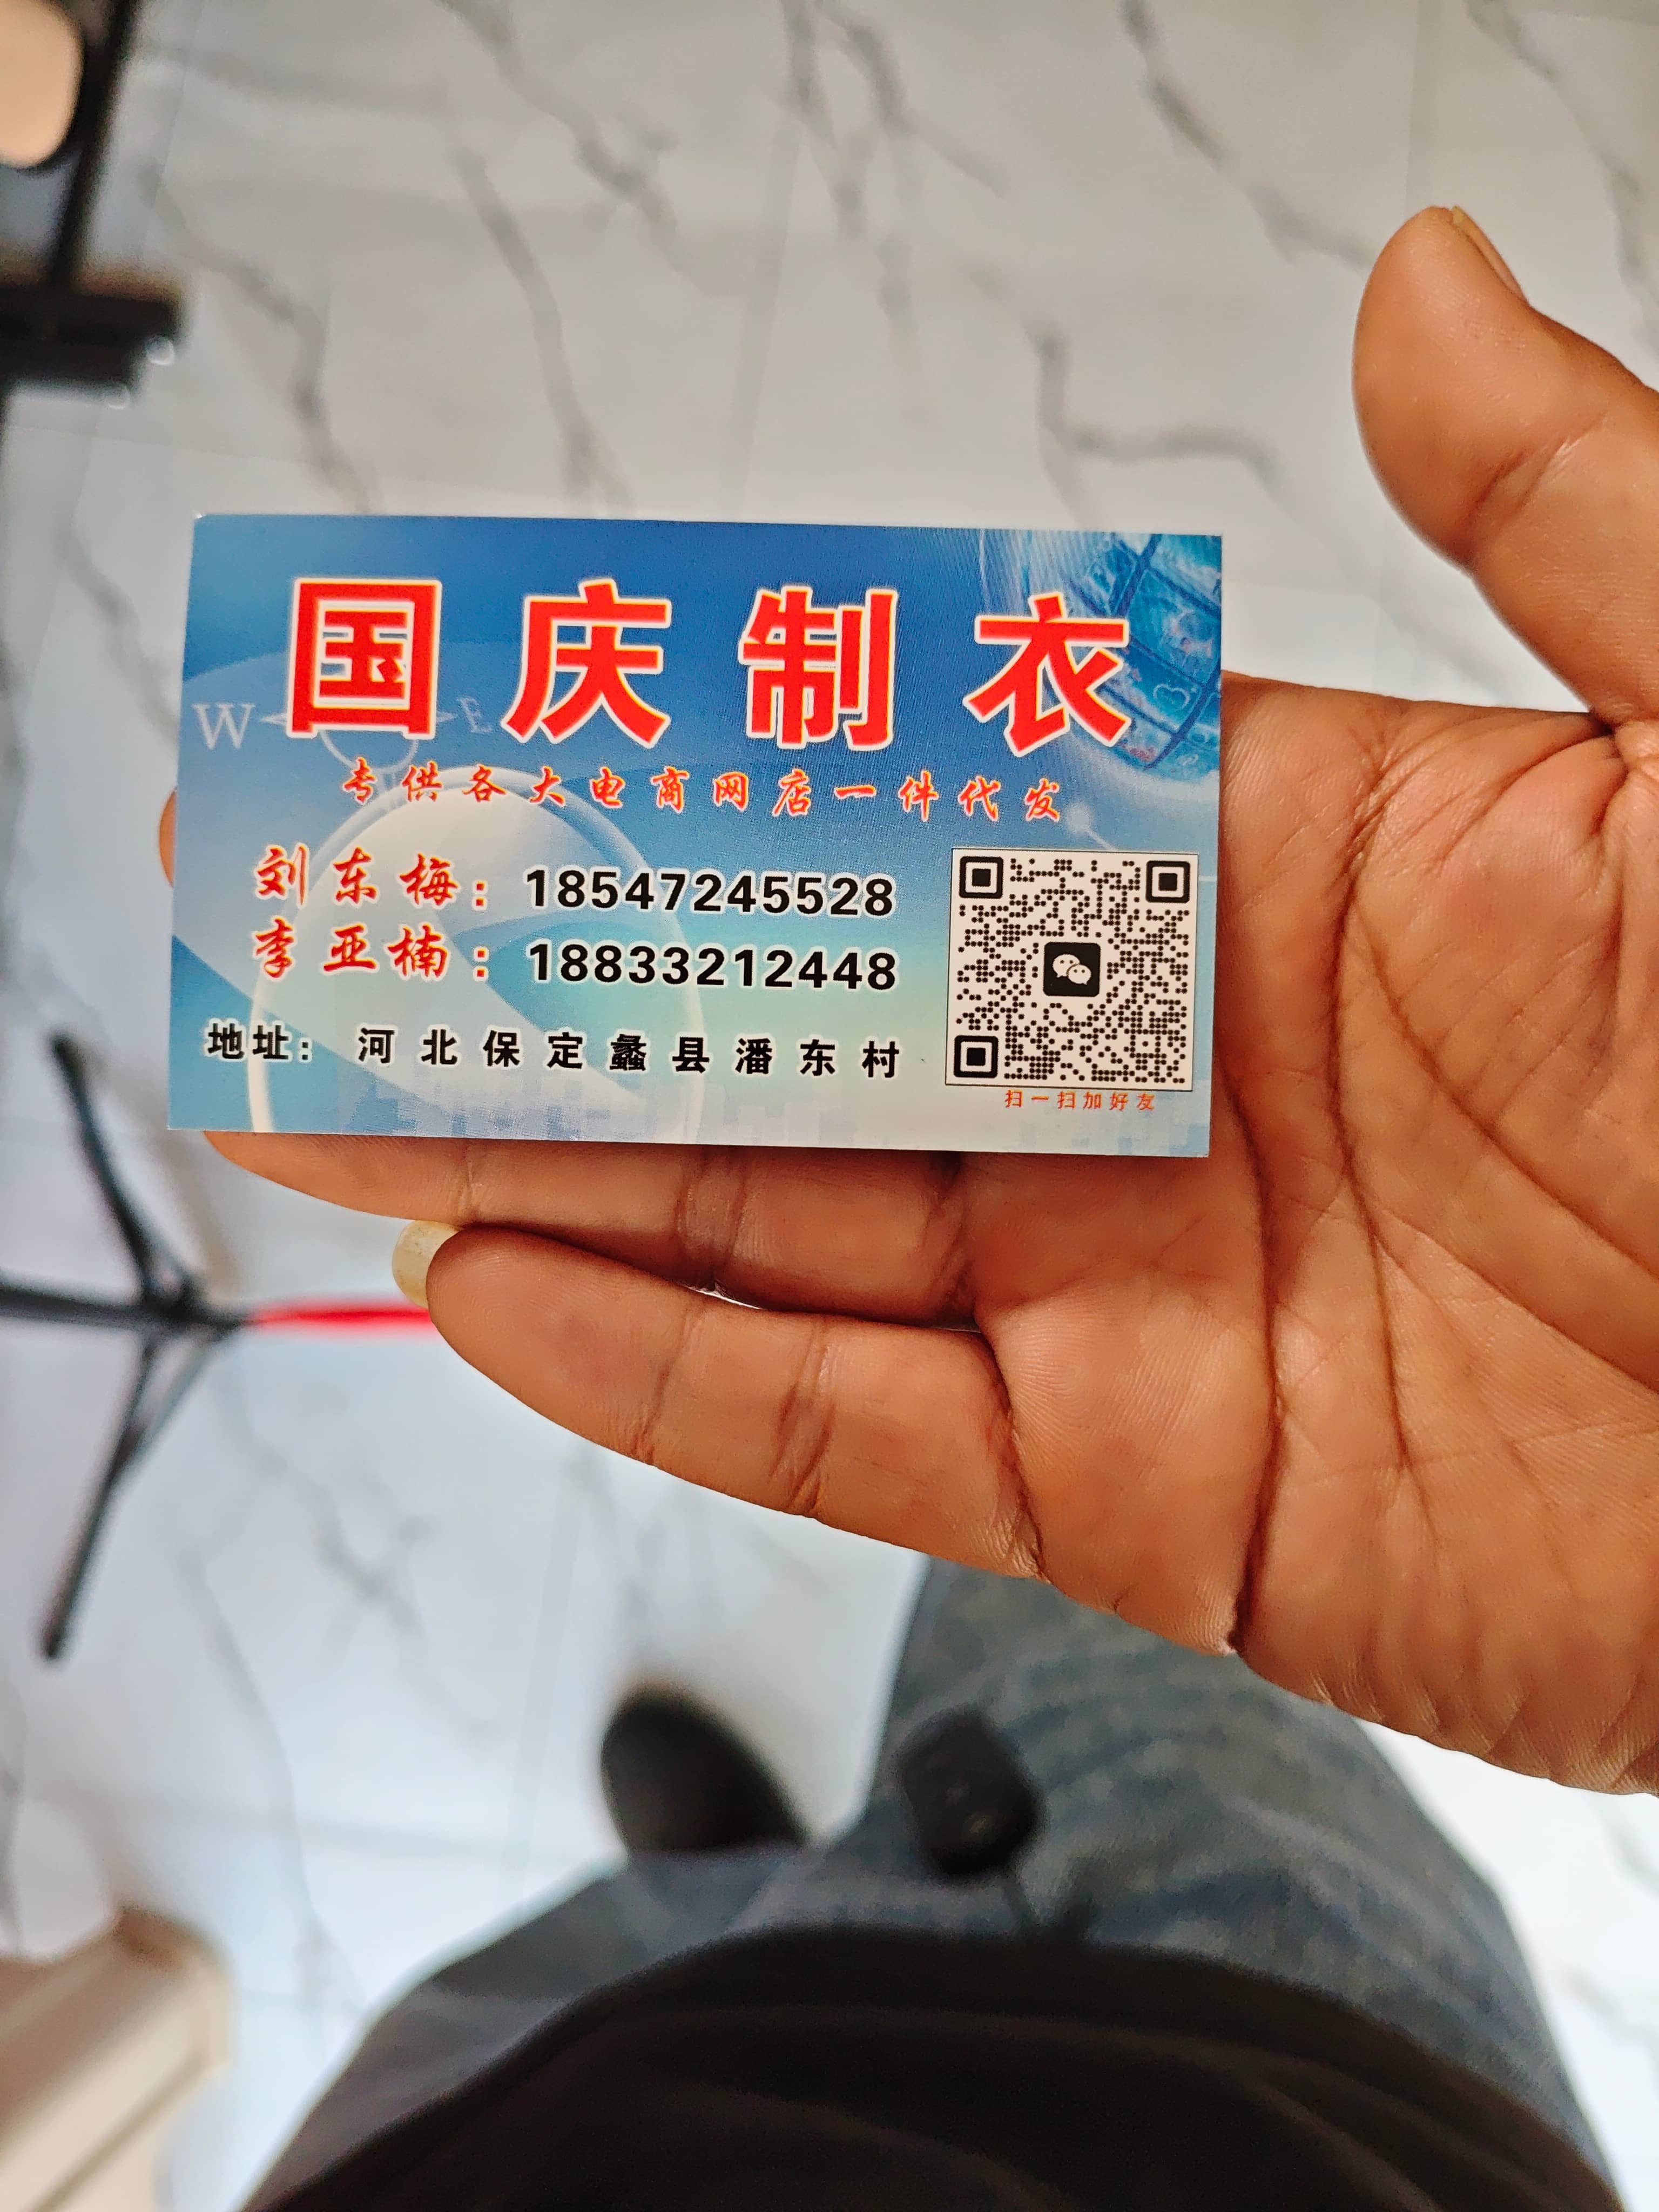 国庆制衣
W E
专供各大电商网店一件代发
刘东梅：18547245528
李亚楠：18833212448
地址： 河北保定蠡县潘东村
扫一扫加好友